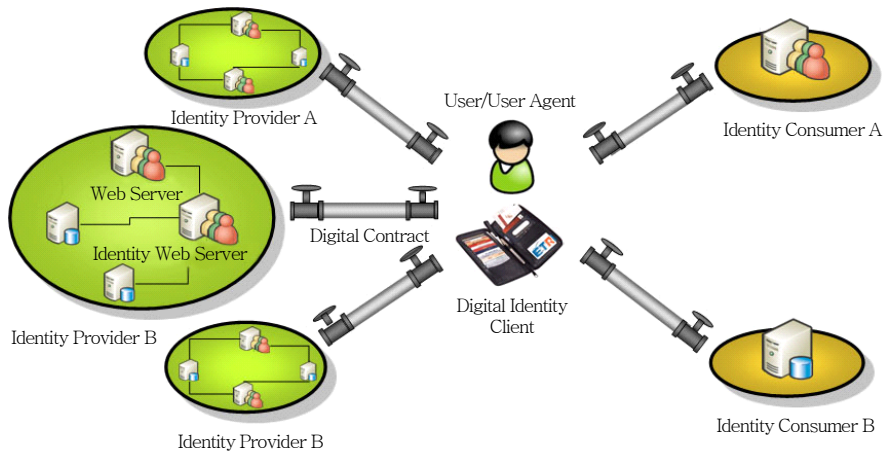 Identity Provider A
User/User Agent
Identity Consumer A
Web Server
Identity Web Server
Digital Contract
ETR
Digital Identity
Client
Identity Provider B
Identity Provider B
Identity Consumer B